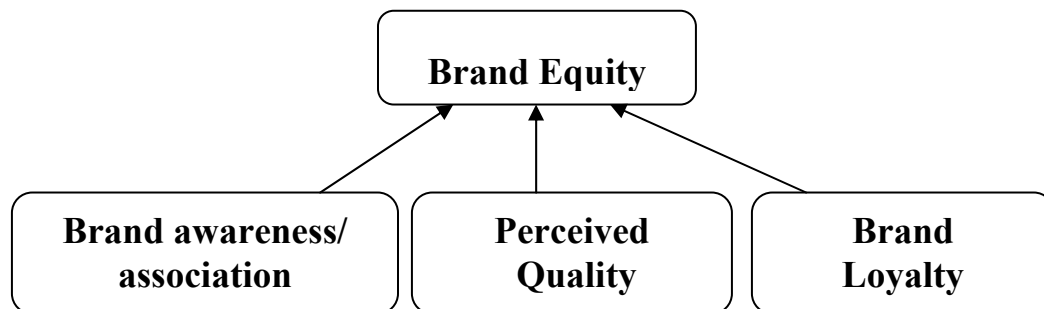 Brand Equity
Brand awareness/
association
Perceived
Quality
Brand
Loyalty